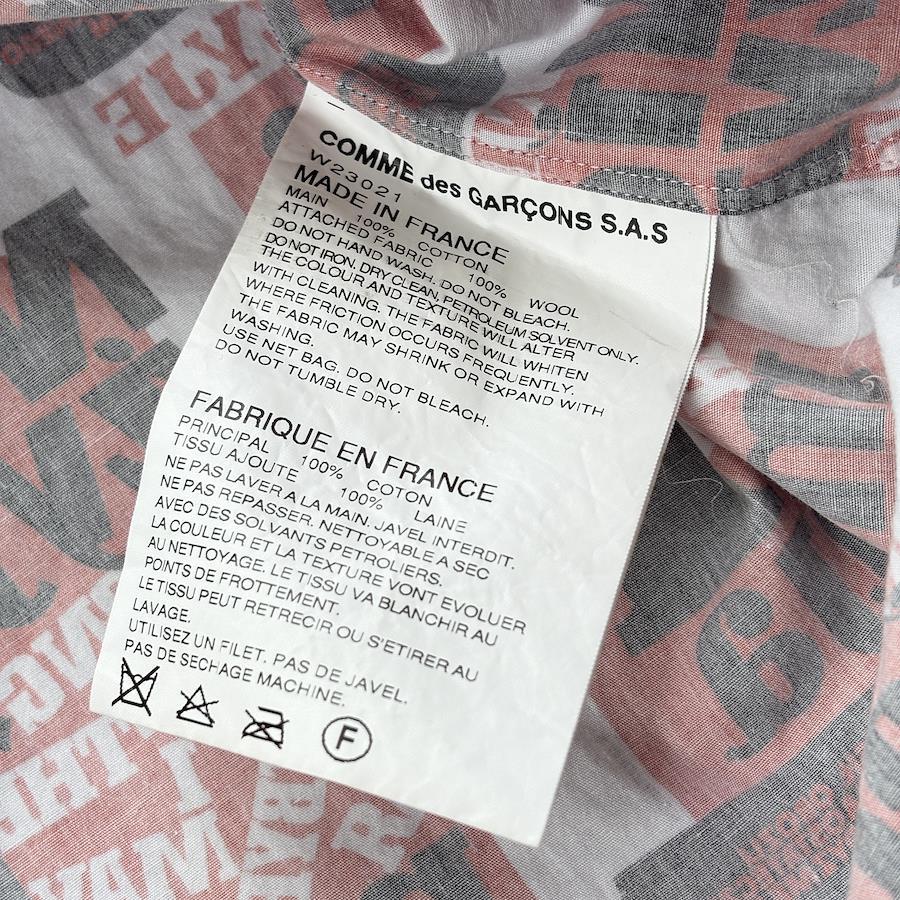 COMME des GARÇONS S.A.S
W23021
MADE IN FRANCE
MAIN 100% COTTON
ATTACHED FABRIC 100% WOOL
DO NOT HAND WASH. DO NOT BLEACH.
DO NOT IRON. DRY CLEAN, PETROLEUM SOLVENT ONLY.
THE COLOUR AND TEXTURE WILL ALTER
WITH CLEANING. THE FABRIC WILL WHITEN
WHERE FRICTION OCCURS FREQUENTLY.
THE FABRIC MAY SHRINK OR EXPAND WITH
WASHING.
USE NET BAG. DO NOT BLEACH.
DO NOT TUMBLE DRY.
FABRIQUE EN FRANCE
PRINCIPAL 100% COTON
TISSU AJOUTE 100% LAINE
NE PAS LAVER A LA MAIN. JAVEL INTERDIT.
NE PAS REPASSER. NETTOYABLE A SEC
AVEC DES SOLVANTS PETROLIERS.
LA COULEUR ET LA TEXTURE VONT EVOLUER
AU NETTOYAGE. LE TISSU VA BLANCHIR AU
POINTS DE FROTTEMENT.
LE TISSU PEUT RETRECIR OU S'ETIRER AU
LAVAGE.
UTILISEZ UN FILET. PAS DE JAVEL.
PAS DE SECHAGE MACHINE.
F